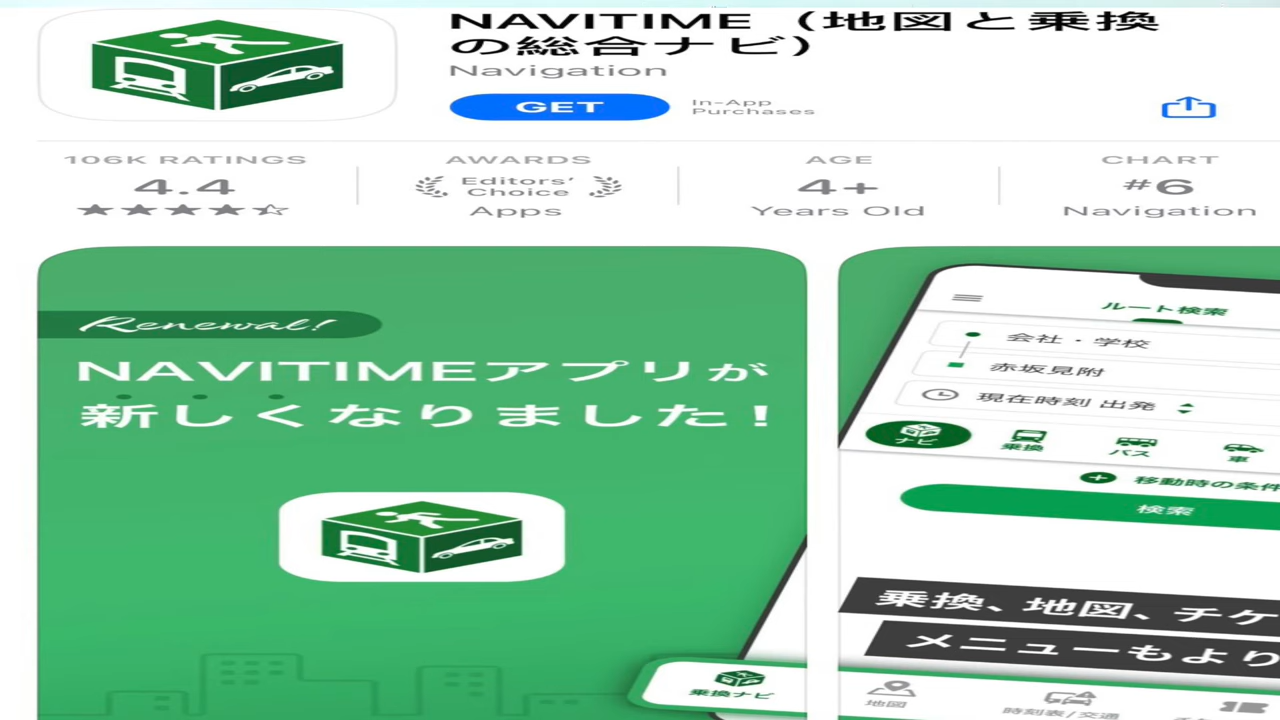 NAVITIME（地図と乗換
の総合ナビ）
Navigation
GET
In-App
Purchases
106K RATINGS
4.4
AWARDS
Editors’
Choice
Apps
AGE
4+
Years Old
CHART
#6
Navigation
Renewal!
NAVITIMEアプリが
新しくなりました！
ルート検索
会社・学校
赤坂見附
現在時刻 出発
ナビ
乗換
バス
車
移動時の条件
検索
乗換、地図、チケ
メニューもより
乗換ナビ
地図
時刻表/交通